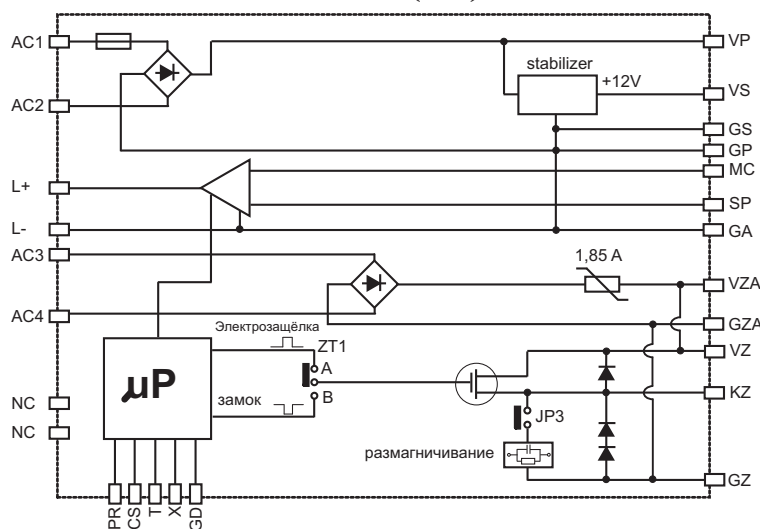 AC1
VP
stabilizer
+12V
VS
AC2
GS
GP
MC
L+
SP
L-
GA
AC3
1,85 A
VZA
AC4
GZA
Электрозащёлка
ZT1
VZ
A
µP
KZ
NC
замок
B
JP3
NC
размагничивание
GZ
PR
CS
T
X
GD